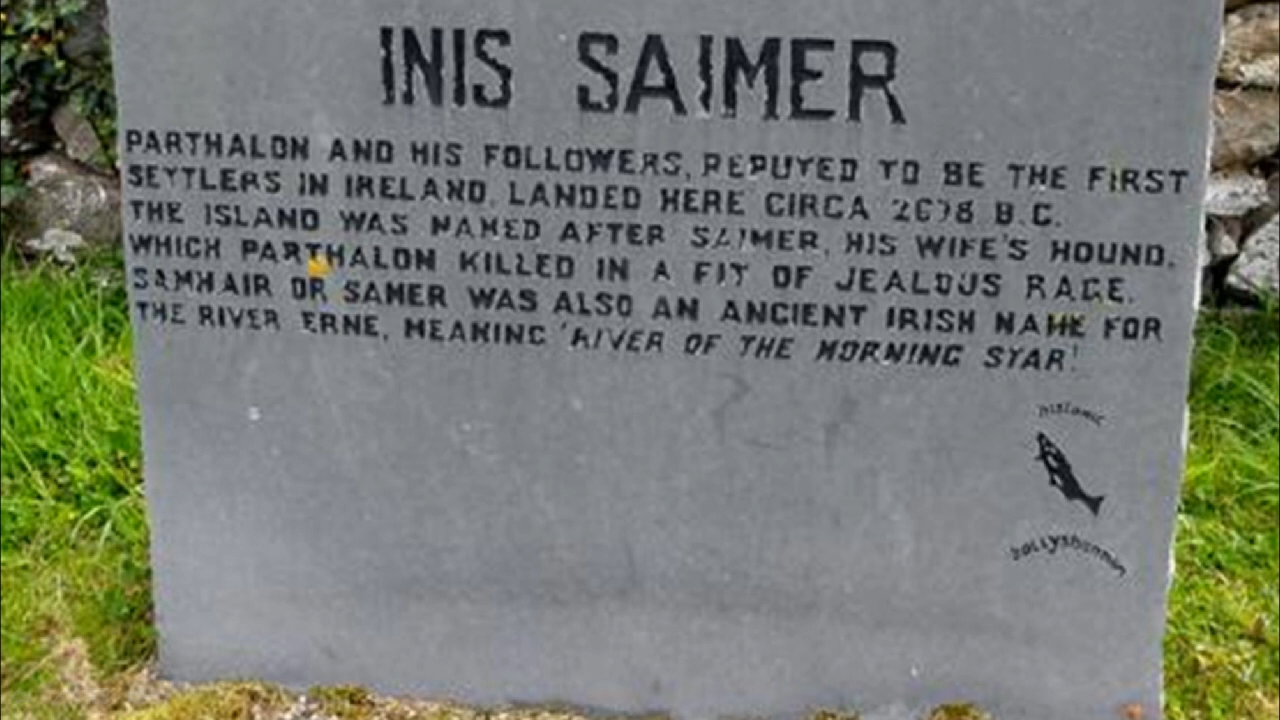 INIS SAIMER
PARTHALON AND HIS FOLLOWERS, REPUTED TO BE THE FIRST
SETTLERS IN IRELAND, LANDED HERE CIRCA B.C.
THE ISLAND WAS NAMED AFTER SAIMER, HIS WIFE'S HOUND,
WHICH PARTHALON KILLED IN A FIT OF JEALOUS RAGE.
SAMHAIR OR SAMER WAS ALSO AN ANCIENT IRISH NAME FOR
THE RIVER ERNE, MEANING 'RIVER OF THE MORNING STAR'
historic
ballyshannon